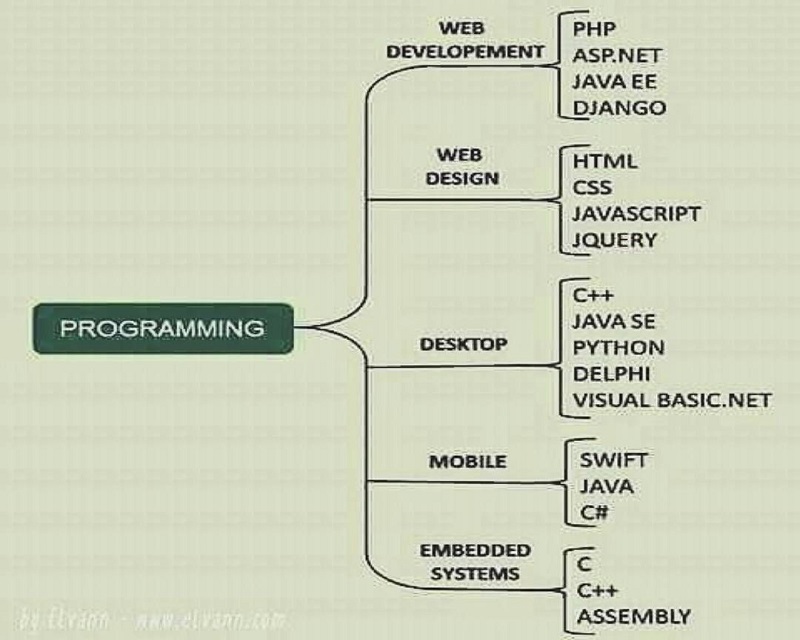 WEB
DEVELOPEMENT
PHP
ASP.NET
JAVA EE
DJANGO
WEB
DESIGN
HTML
CSS
JAVASCRIPT
JQUERY
PROGRAMMING
DESKTOP
C++
JAVA SE
PYTHON
DELPHI
VISUAL BASIC.NET
MOBILE
SWIFT
JAVA
C#
EMBEDDED
SYSTEMS
C
C++
ASSEMBLY
by Elvann - www.elvann.com